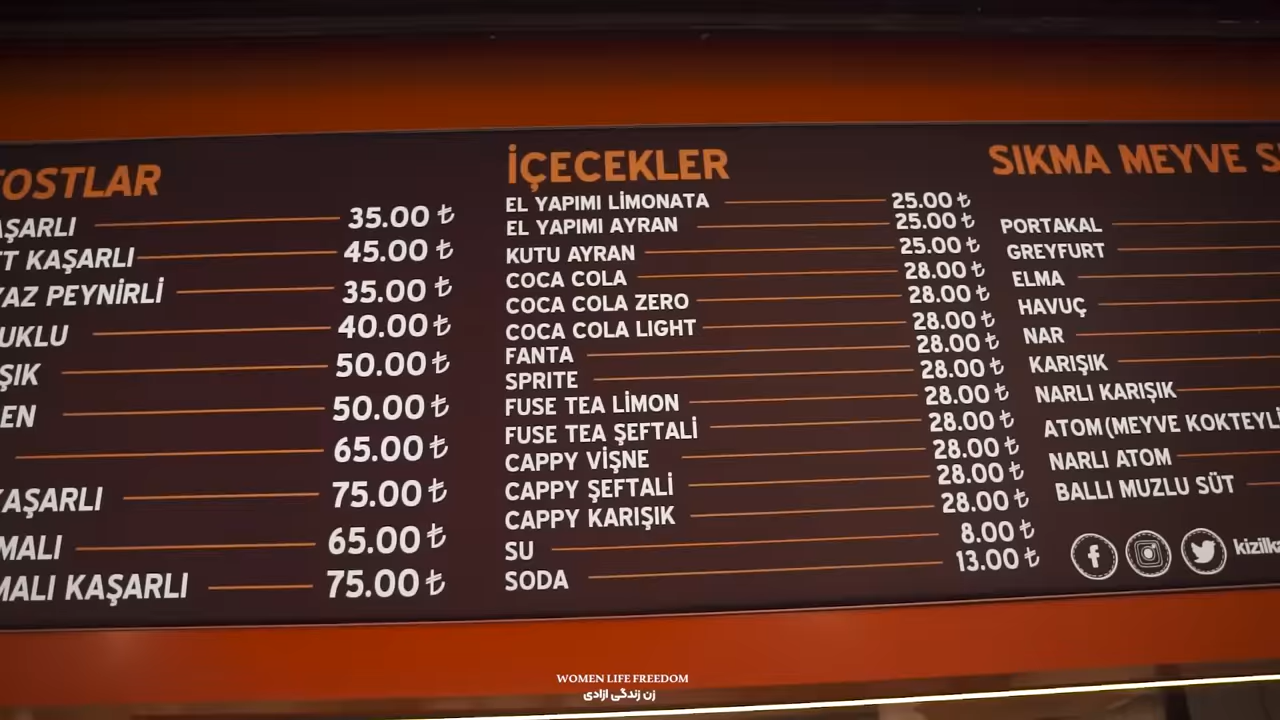 TOSTLAR
AŞARLI 35.00 ₺
T KAŞARLI 45.00 ₺
AZ PEYNİRLİ 35.00 ₺
UKLU 40.00 ₺
ŞIK 50.00 ₺
EN 50.00 ₺
65.00 ₺
KAŞARLI 75.00 ₺
MALI 65.00 ₺
MALI KAŞARLI 75.00 ₺
İÇECEKLER
EL YAPIMI LİMONATA 25.00 ₺
EL YAPIMI AYRAN 25.00 ₺
KUTU AYRAN 25.00 ₺
COCA COLA 28.00 ₺
COCA COLA ZERO 28.00 ₺
COCA COLA LIGHT 28.00 ₺
FANTA 28.00 ₺
SPRITE 28.00 ₺
FUSE TEA LİMON 28.00 ₺
FUSE TEA ŞEFTALİ 28.00 ₺
CAPPY VİŞNE 28.00 ₺
CAPPY ŞEFTALİ 28.00 ₺
CAPPY KARIŞIK 28.00 ₺
SU 8.00 ₺
SODA 13.00 ₺
SIKMA MEYVE S
PORTAKAL
GREYFURT
ELMA
HAVUÇ
NAR
KARIŞIK
NARLI KARIŞIK
ATOM (MEYVE KOKTEYLİ
NARLI ATOM
BALLI MUZLU SÜT
kizilka
WOMEN LIFE FREEDOM
زن زندگی ازادی